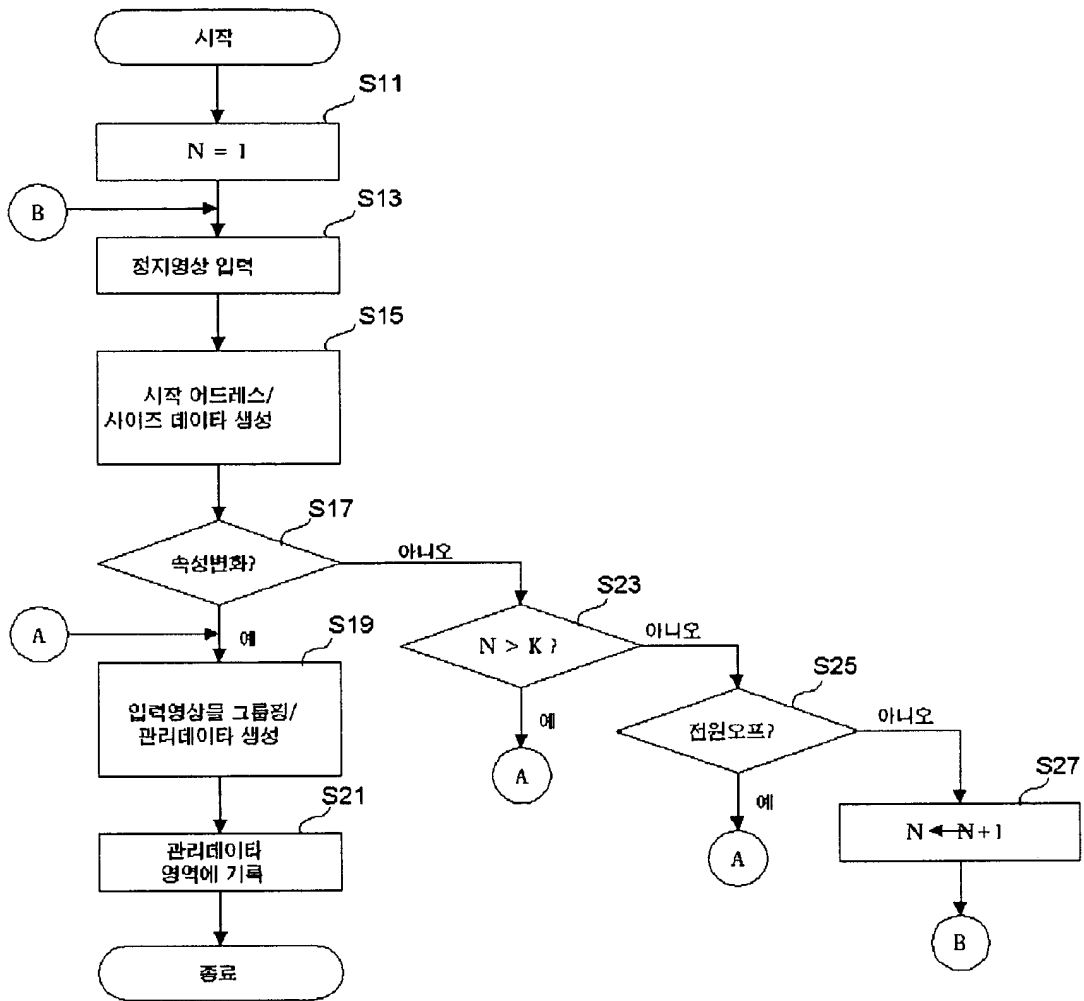 시작
S11
N = 1
B
S13
정지영상 입력
S15
시작 어드레스/
사이즈 데이타 생성
S17
속성변화?
아니오
A
예
S19
입력영상을 그룹핑/
관리데이타 생성
S21
관리데이타
영역에 기록
종료
S23
N > K ?
아니오
예
A
S25
전원오프?
아니오
예
A
S27
N ← N+1
B